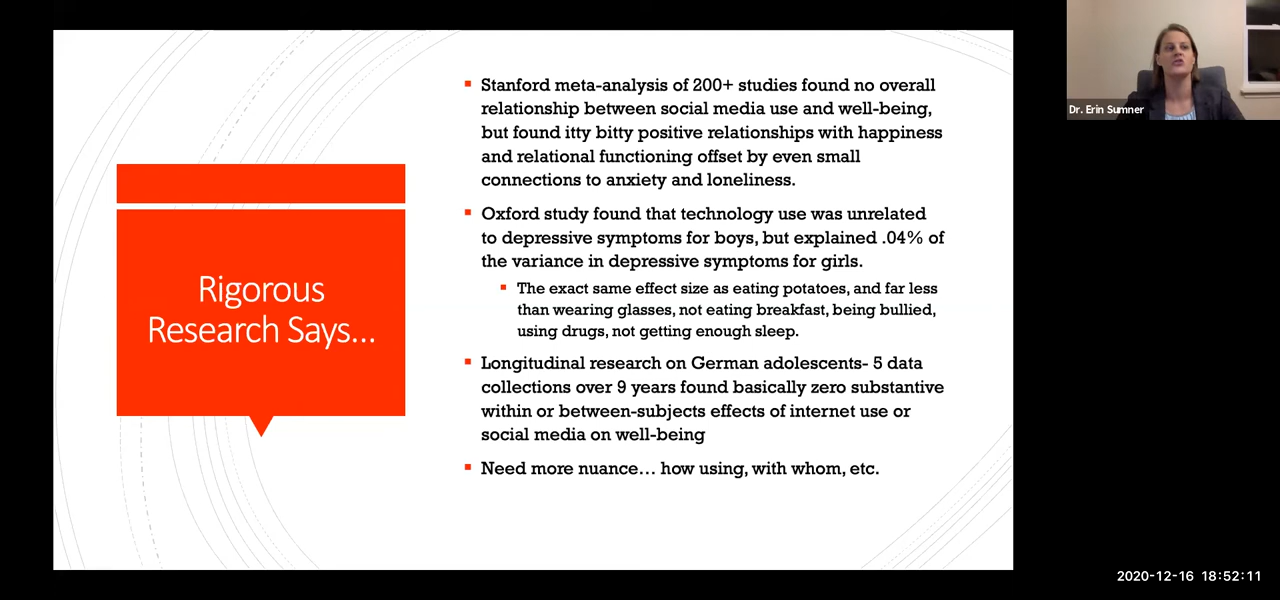 Rigorous
Research Says...
Stanford meta-analysis of 200+ studies found no overall
relationship between social media use and well-being,
but found itty bitty positive relationships with happiness
and relational functioning offset by even small
connections to anxiety and loneliness.
Oxford study found that technology use was unrelated
to depressive symptoms for boys, but explained .04% of
the variance in depressive symptoms for girls.
The exact same effect size as eating potatoes, and far less
than wearing glasses, not eating breakfast, being bullied,
using drugs, not getting enough sleep.
Longitudinal research on German adolescents- 5 data
collections over 9 years found basically zero substantive
within or between-subjects effects of internet use or
social media on well-being
Need more nuance... how using, with whom, etc.
Dr. Erin Sumner
2020-12-16 18:52:11